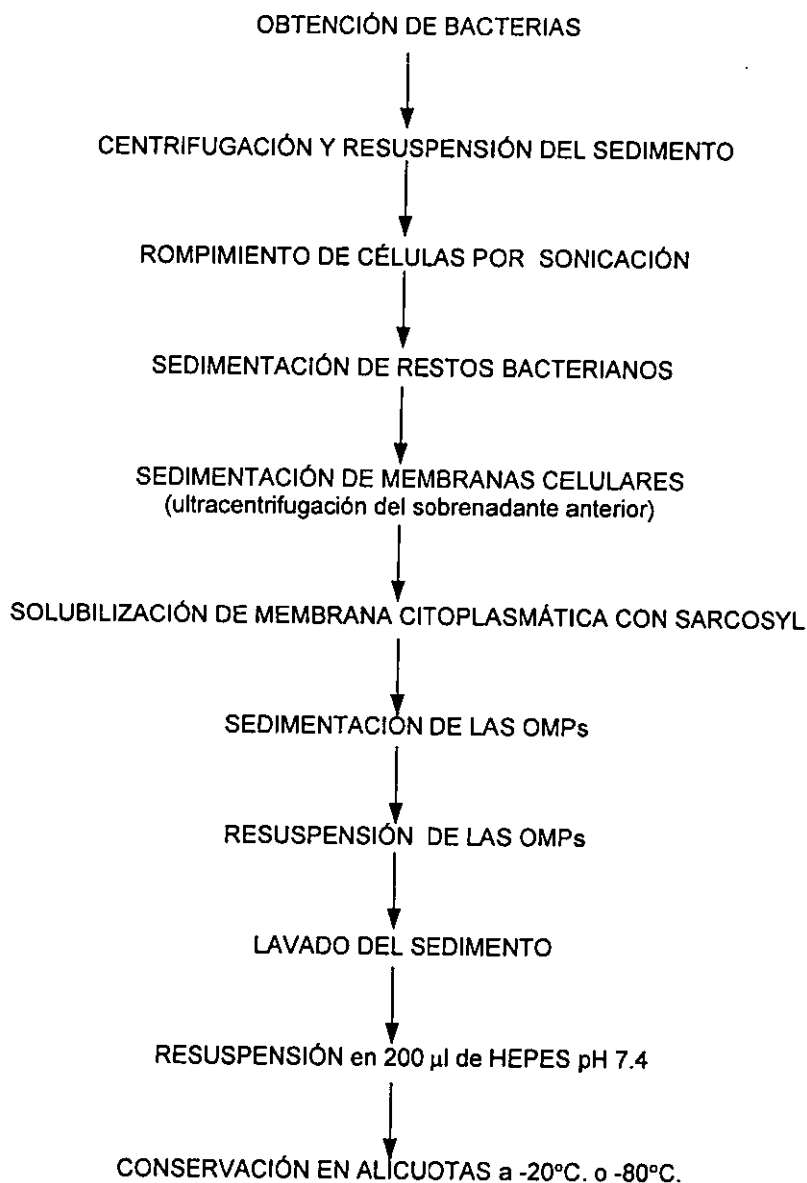 OBTENCIÓN DE BACTERIAS
CENTRIFUGACIÓN Y RESUSPENSIÓN DEL SEDIMENTO
ROMPIMIENTO DE CÉLULAS POR SONICACIÓN
SEDIMENTACIÓN DE RESTOS BACTERIANOS
SEDIMENTACIÓN DE MEMBRANAS CELULARES
(ultracentrifugación del sobrenadante anterior)
SOLUBILIZACIÓN DE MEMBRANA CITOPLASMÁTICA CON SARCOSYL
SEDIMENTACIÓN DE LAS OMPs
RESUSPENSIÓN DE LAS OMPs
LAVADO DEL SEDIMENTO
RESUSPENSIÓN en 200 µl de HEPES pH 7.4
CONSERVACIÓN EN ALÍCUOTAS a -20°C. o -80°C.